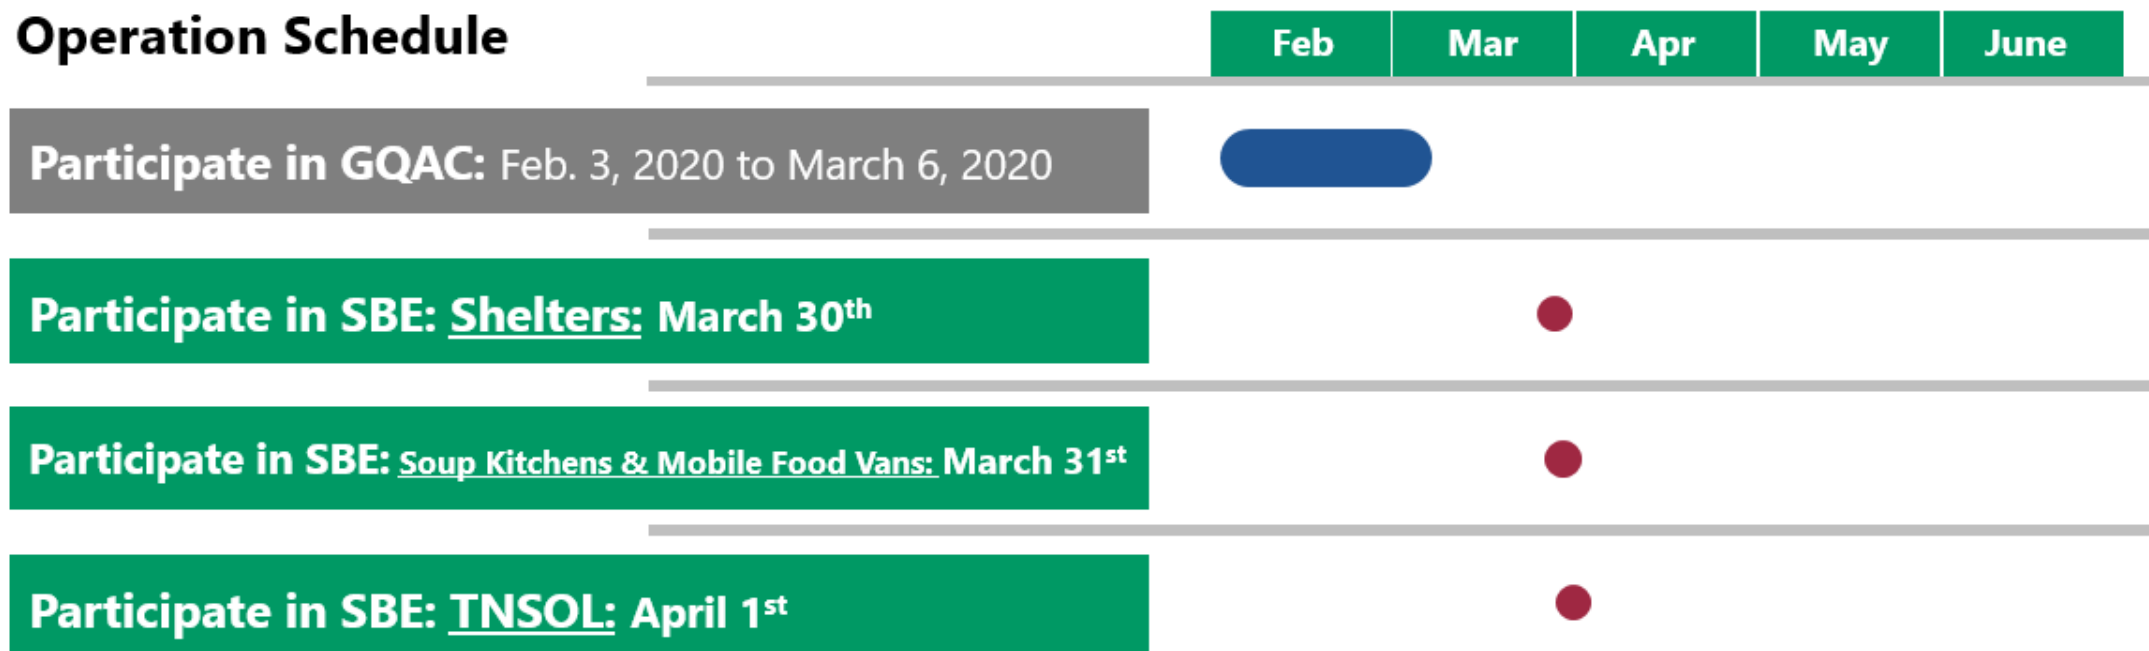 Operation Schedule
Feb Mar Apr May June
Participate in GQAC: Feb. 3, 2020 to March 6, 2020
Participate in SBE: Shelters: March 30th
Participate in SBE: Soup Kitchens & Mobile Food Vans: March 31st
Participate in SBE: TNSOL: April 1st